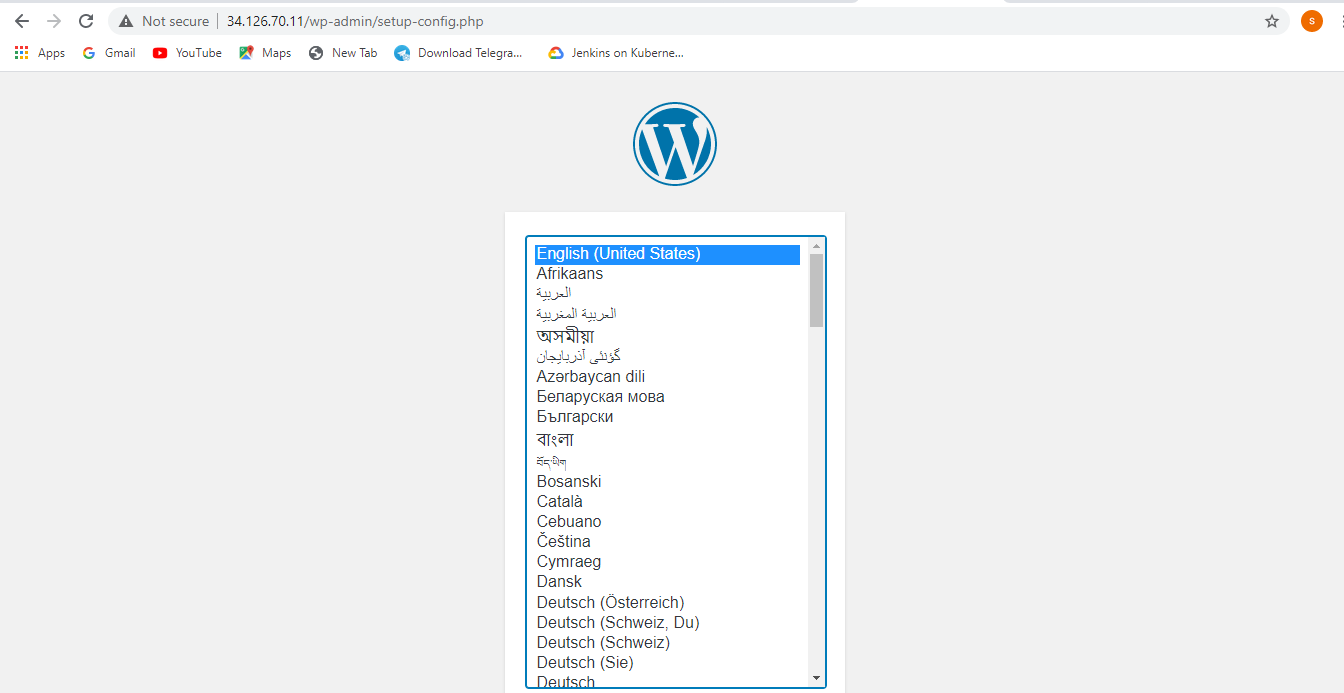 Not secure 34.126.70.11/wp-admin/setup-config.php S
Apps Gmail YouTube Maps New Tab Download Telegra... Jenkins on Kuberne...
W
English (United States)
Afrikaans
العربية
العربية المغربية
অসমীয়া
گؤنئی آذربایجان
Azərbaycan dili
Беларуская мова
Български
বাংলা
བོད་ཡིག
Bosanski
Català
Cebuano
Čeština
Cymraeg
Dansk
Deutsch (Österreich)
Deutsch (Schweiz, Du)
Deutsch (Schweiz)
Deutsch (Sie)
Deutsch